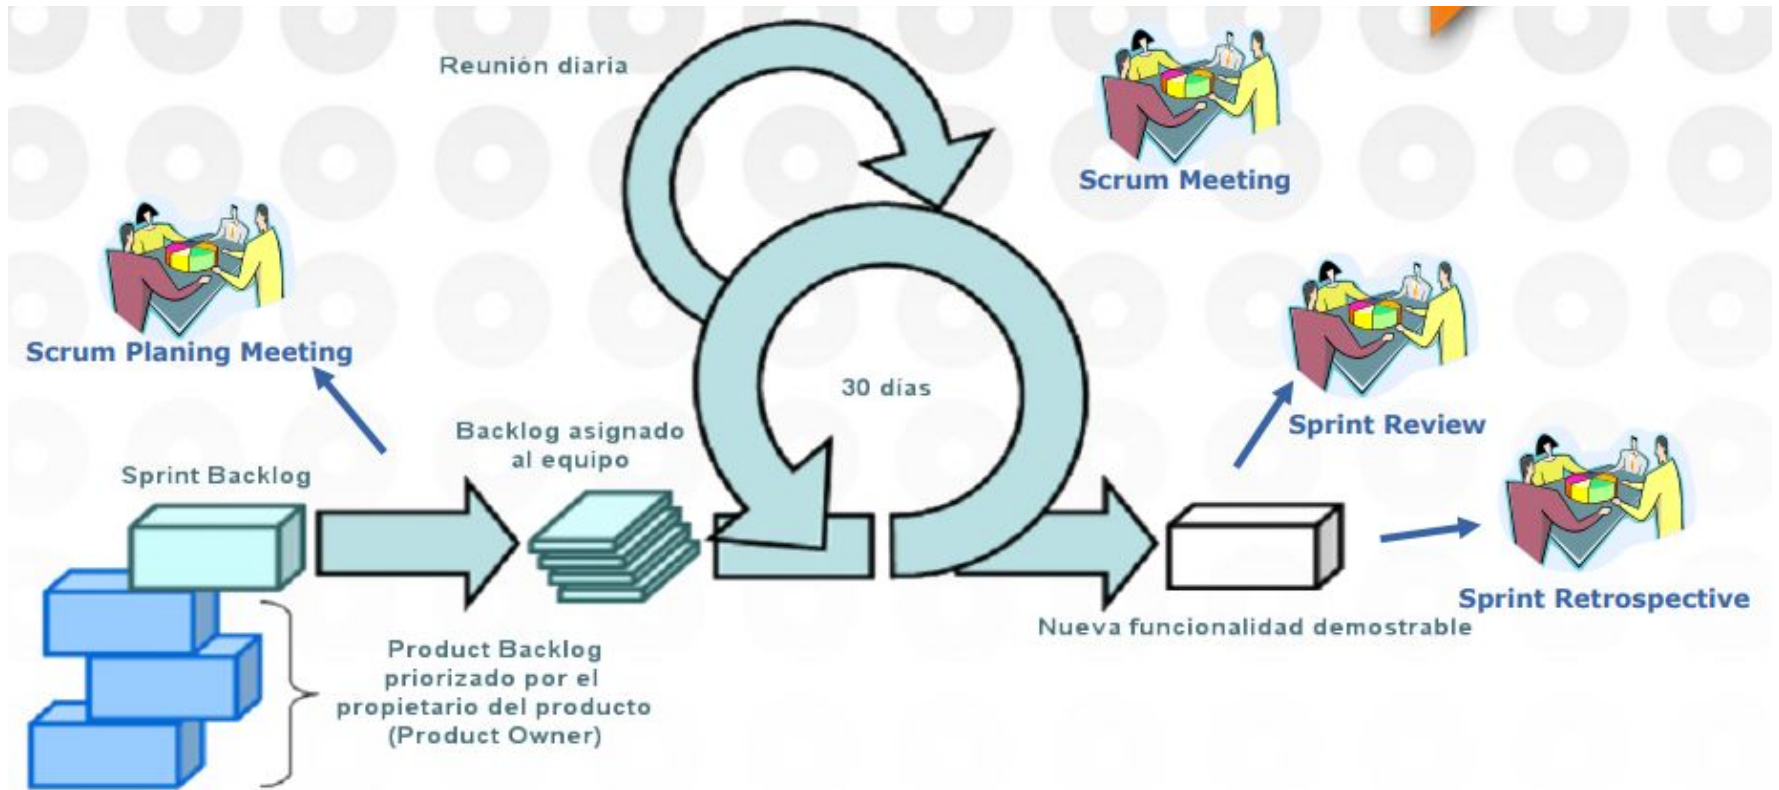 Reunión diaria
Scrum Meeting
Scrum Planing Meeting
30 días
Sprint Review
Backlog asignado
al equipo
Sprint Backlog
Sprint Retrospective
Nueva funcionalidad demostrable
Product Backlog
priorizado por el
propietario del producto
(Product Owner)